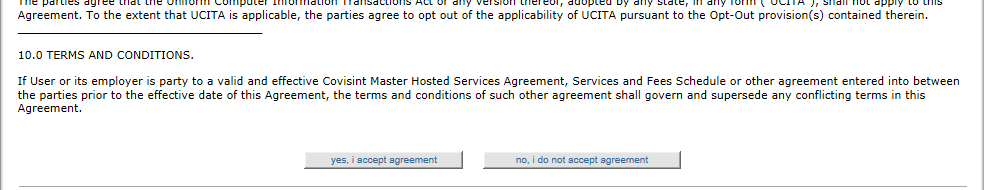 The parties agree that the Uniform Computer Information Transactions Act or any version thereof, adopted by any state, in any form ("UCITA"), shall not apply to this
Agreement. To the extent that UCITA is applicable, the parties agree to opt out of the applicability of UCITA pursuant to the Opt-Out provision(s) contained therein.
10.0 TERMS AND CONDITIONS.
If User or its employer is party to a valid and effective Covisint Master Hosted Services Agreement, Services and Fees Schedule or other agreement entered into between
the parties prior to the effective date of this Agreement, the terms and conditions of such other agreement shall govern and supersede any conflicting terms in this
Agreement.
yes, i accept agreement
no, i do not accept agreement